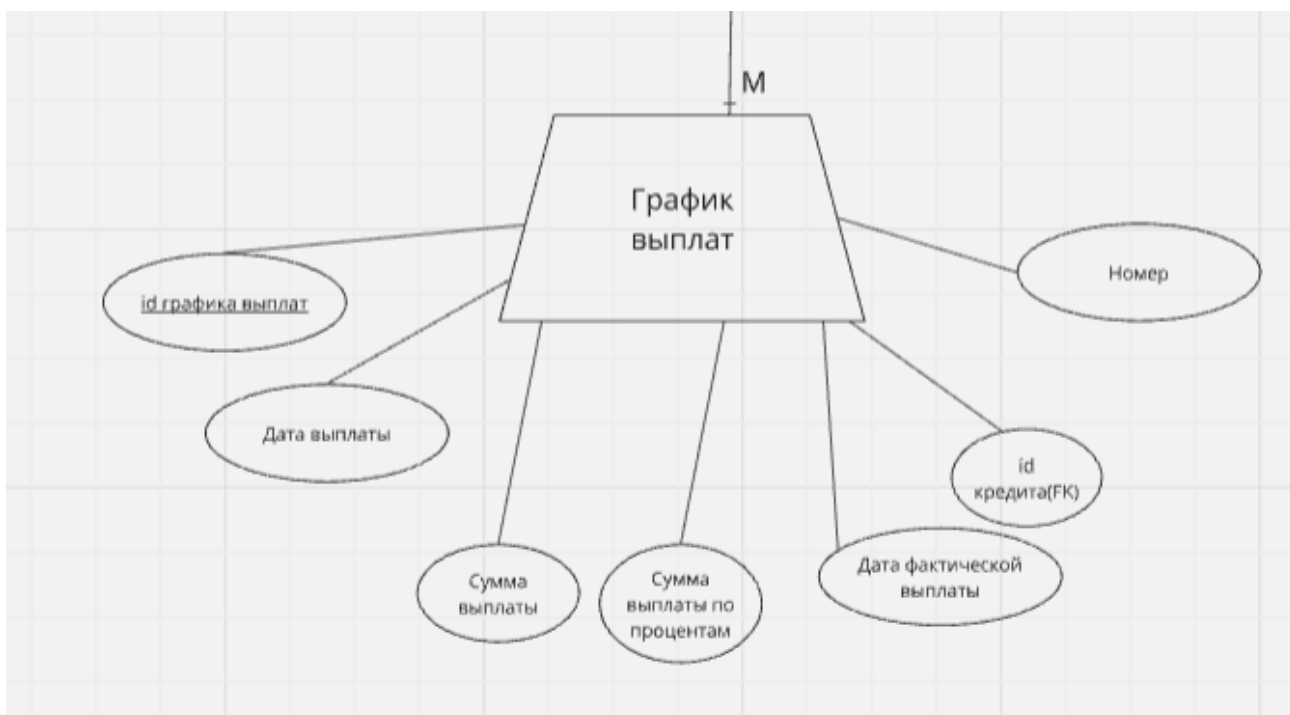 М
График
выплат
Номер
id графика выплат
Дата выплаты
id
кредита(FK)
Дата фактической
выплаты
Сумма
выплаты
Сумма
выплаты по
процентам